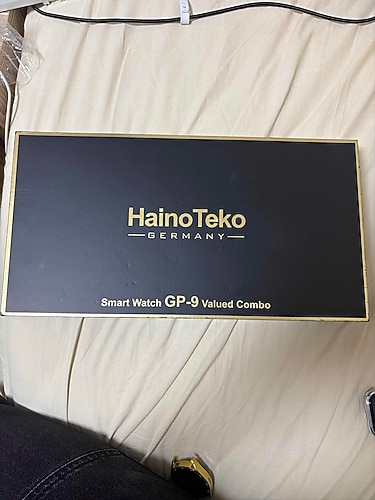 HainoTeko
GERMANY
Smart Watch GP-9 Valued Combo